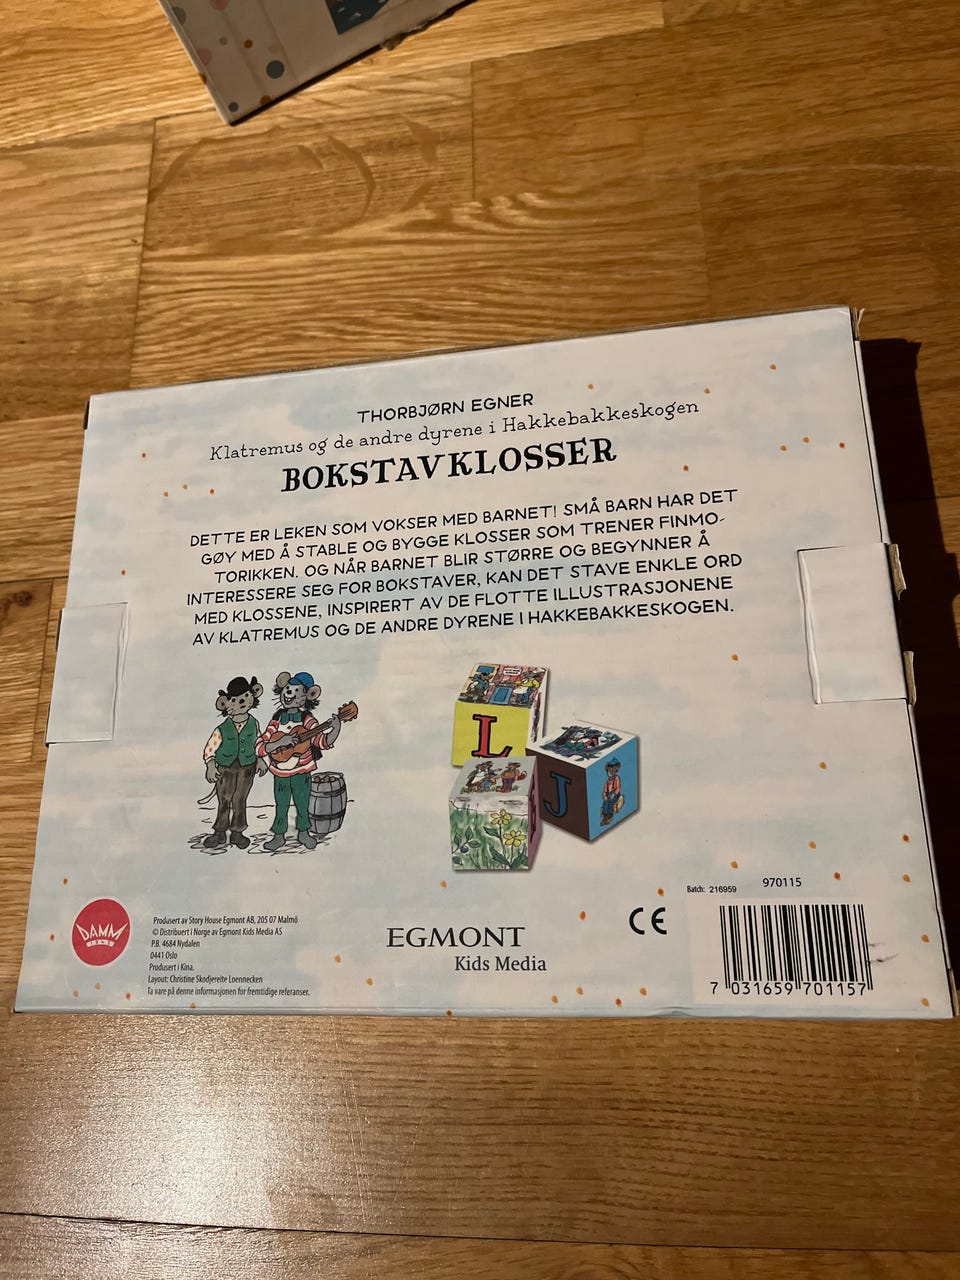 THORBJØRN EGNER
Klatremus og de andre dyrene i Hakkebakkeskogen
BOKSTAVKLOSSER
DETTE ER LEKEN SOM VOKSER MED BARNET! SMÅ BARN HAR DET
GØY MED Å STABLE OG BYGGE KLOSSER SOM TRENER FINMO-
TORIKKEN. OG NÅR BARNET BLIR STØRRE OG BEGYNNER Å
INTERESSERE SEG FOR BOKSTAVER, KAN DET STAVE ENKLE ORD
MED KLOSSENE, INSPIRERT AV DE FLOTTE ILLUSTRASJONENE
AV KLATREMUS OG DE ANDRE DYRENE I HAKKEBAKKESKOGEN.
L
J
DAMM
Produsert av Story House Egmont AB, 205 07 Malmö
© Distribuert i Norge av Egmont Kids Media AS
P.B. 4684 Nydalen
0441 Oslo
Produsert i Kina.
Layout: Christine Skodjereite Loennecken
Ta vare på denne informasjonen for fremtidige referanser.
EGMONT
Kids Media
CE
Batch: 216959 970115
7 031659 701157